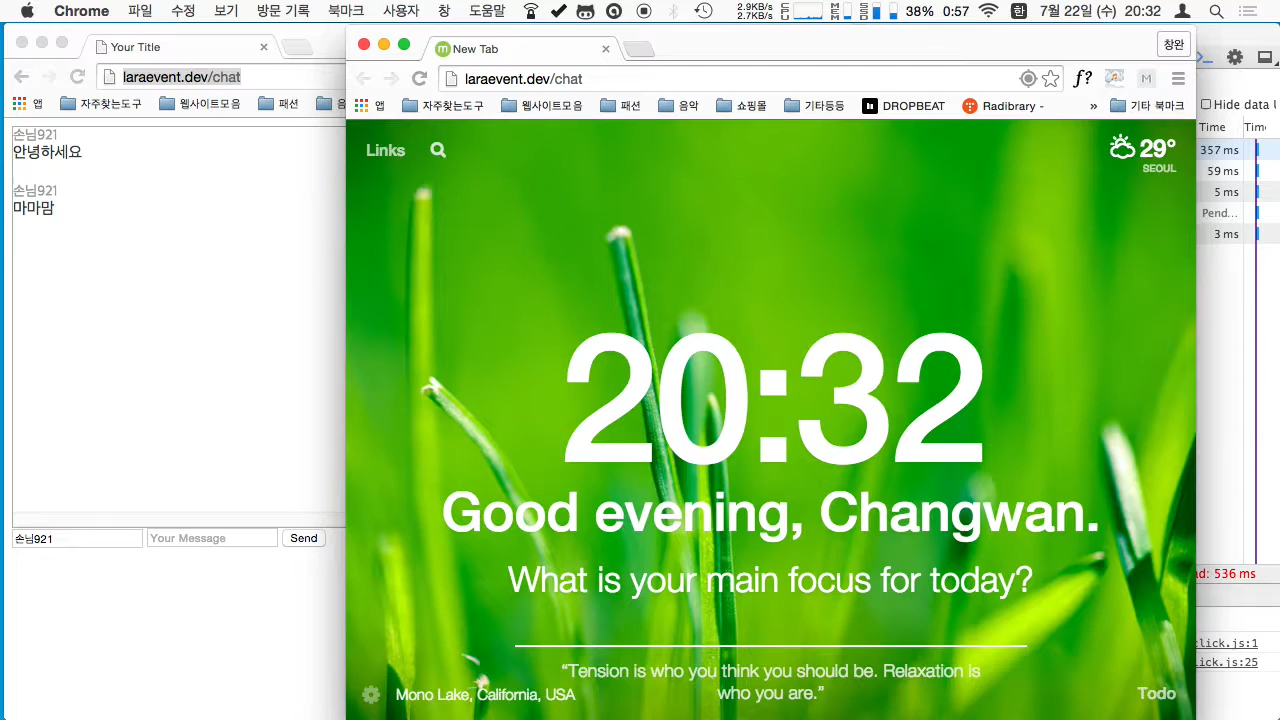 Chrome 파일 수정 보기 방문 기록 북마크 사용자 창 도움말 2.9KB/s 2.7KB/s 38% 0:57 한 7월 22일 (수) 20:32
Your Title
laraevent.dev/chat
앱 자주찾는도구 웹사이트모음 패션
손님921
안녕하세요
손님921
마마맘
손님921 Your Message Send
New Tab 창완
laraevent.dev/chat f? M
앱 자주찾는도구 웹사이트모음 패션 음악 쇼핑몰 기타등등 DROPBEAT Radibrary - » 기타 북마크
Links 29°
SEOUL
20:32
Good evening, Changwan.
What is your main focus for today?
“Tension is who you think you should be. Relaxation is
who you are.”
Mono Lake, California, USA Todo
Hide data
Time
357 ms
59 ms
5 ms
Pend...
3 ms
ad: 536 ms
lick.js:1
lick.js:25